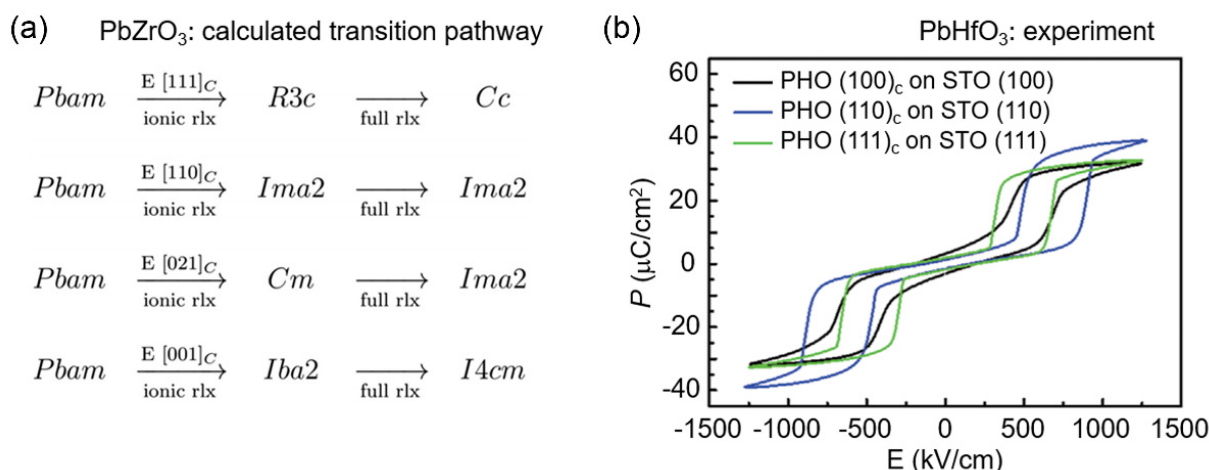 (a) PbZrO₃: calculated transition pathway
Pbam E [111]C ionic rlx R3c full rlx Cc
Pbam E [110]C ionic rlx Ima2 full rlx Ima2
Pbam E [021]C ionic rlx Cm full rlx Ima2
Pbam E [001]C ionic rlx Iba2 full rlx I4cm
(b) PbHfO₃: experiment
PHO (100)c on STO (100)
PHO (110)c on STO (110)
PHO (111)c on STO (111)
P (μC/cm²)
60
40
20
0
-20
-40
-1500 -1000 -500 0 500 1000 1500
E (kV/cm)